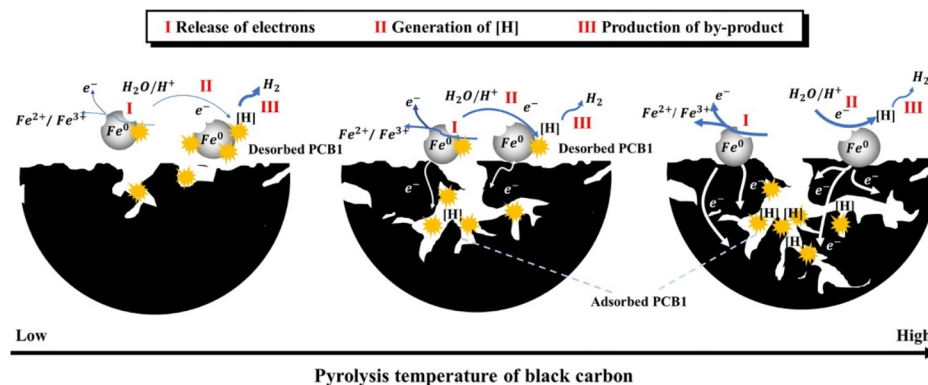 I Release of electrons II Generation of [H] III Production of by-product
e⁻ H₂O/H⁺ II H₂
I e⁻ [H] III
Fe²⁺/ Fe³⁺ Fe⁰ Fe⁰
Desorbed PCB1
e⁻ H₂O/H⁺ II e⁻ H₂
Fe²⁺/ Fe³⁺ I [H] III
Fe⁰ Fe⁰ Desorbed PCB1
e⁻ e⁻
[H]
e⁻ H₂O/H⁺ II H₂
Fe²⁺/ Fe³⁺ I e⁻ [H] III
Fe⁰ Fe⁰
e⁻ e⁻ e⁻
[H] [H] [H]
[H] e⁻
Adsorbed PCB1
Low High
Pyrolysis temperature of black carbon